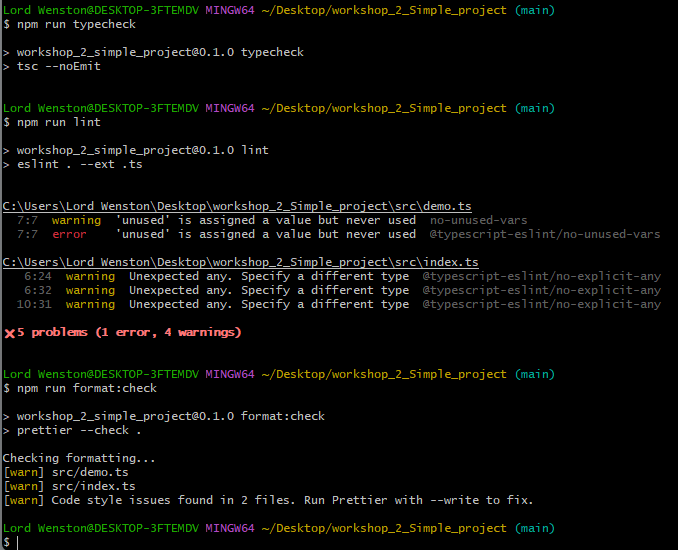 Lord Wenston@DESKTOP-3FTEMDV MINGW64 ~/Desktop/workshop_2_Simple_project (main)
$ npm run typecheck
> workshop_2_simple_project@0.1.0 typecheck
> tsc --noEmit
Lord Wenston@DESKTOP-3FTEMDV MINGW64 ~/Desktop/workshop_2_Simple_project (main)
$ npm run lint
> workshop_2_simple_project@0.1.0 lint
> eslint . --ext .ts
C:\Users\Lord Wenston\Desktop\workshop_2_Simple_project\src\demo.ts
7:7 warning 'unused' is assigned a value but never used no-unused-vars
7:7 error 'unused' is assigned a value but never used @typescript-eslint/no-unused-vars
C:\Users\Lord Wenston\Desktop\workshop_2_Simple_project\src\index.ts
6:24 warning Unexpected any. Specify a different type @typescript-eslint/no-explicit-any
6:32 warning Unexpected any. Specify a different type @typescript-eslint/no-explicit-any
10:31 warning Unexpected any. Specify a different type @typescript-eslint/no-explicit-any
✖ 5 problems (1 error, 4 warnings)
Lord Wenston@DESKTOP-3FTEMDV MINGW64 ~/Desktop/workshop_2_Simple_project (main)
$ npm run format:check
> workshop_2_simple_project@0.1.0 format:check
> prettier --check .
Checking formatting...
[warn] src/demo.ts
[warn] src/index.ts
[warn] Code style issues found in 2 files. Run Prettier with --write to fix.
Lord Wenston@DESKTOP-3FTEMDV MINGW64 ~/Desktop/workshop_2_Simple_project (main)
$